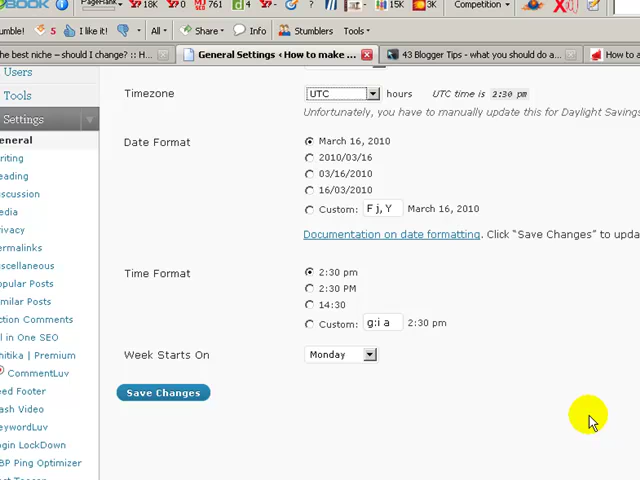 BOOK PageRank 18K 0 761 18K 15K Competition
All I like it! Share Info Stumblers Tools
the best niche – should I change? :: H General Settings ‹ How to make ... 43 Blogger Tips - what you should do a... How to a
Users
Tools
Settings
eneral
riting
eading
scussion
edia
rivacy
ermalinks
scellaneous
opular Posts
milar Posts
ction Comments
l in One SEO
hitika | Premium
CommentLuv
eed Footer
ash Video
eywordLuv
ogin LockDown
BP Ping Optimizer
Timezone UTC hours UTC time is 2:30 pm
Unfortunately, you have to manually update this for Daylight Savings
Date Format March 16, 2010
2010/03/16
03/16/2010
16/03/2010
Custom: F j, Y March 16, 2010
Documentation on date formatting. Click “Save Changes” to upda
Time Format 2:30 pm
2:30 PM
14:30
Custom: g:i a 2:30 pm
Week Starts On Monday
Save Changes